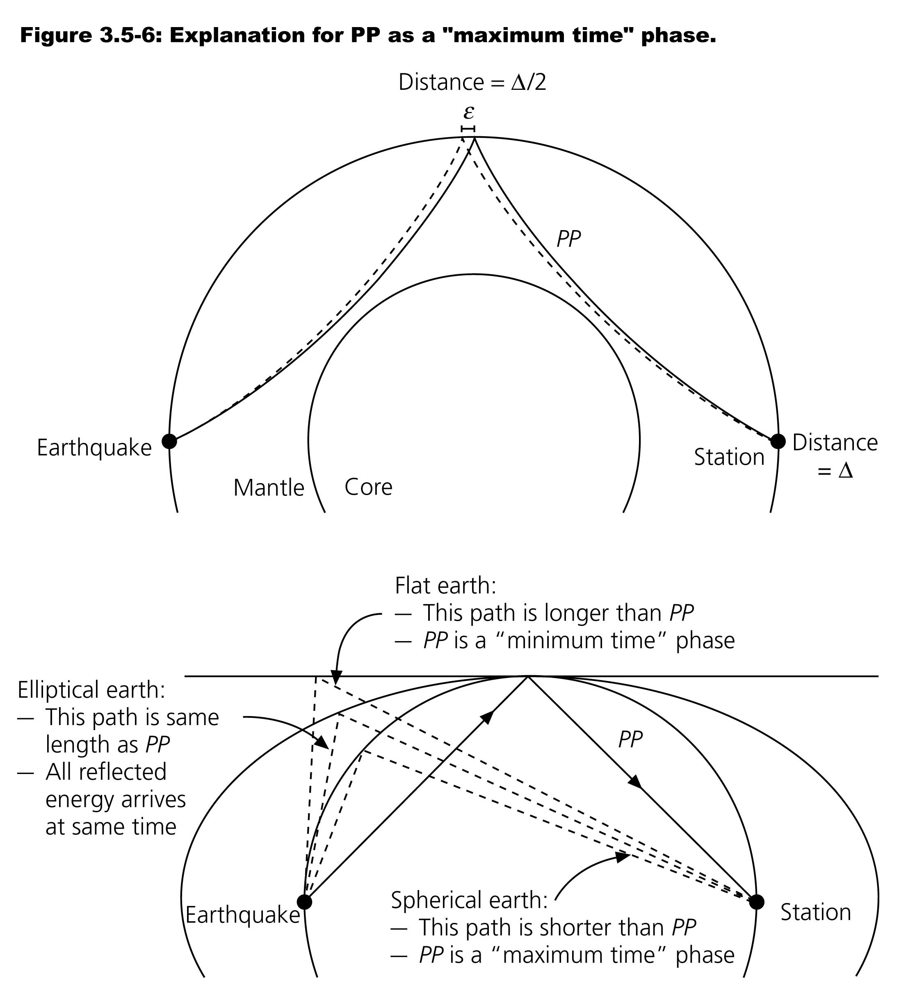 Figure 3.5-6: Explanation for PP as a "maximum time" phase.
Distance = Δ/2
ε
PP
Earthquake
Station
Distance
= Δ
Mantle
Core
Flat earth:
— This path is longer than PP
— PP is a “minimum time” phase
Elliptical earth:
— This path is same
length as PP
— All reflected
energy arrives
at same time
PP
Earthquake
Spherical earth:
— This path is shorter than PP
— PP is a “maximum time” phase
Station